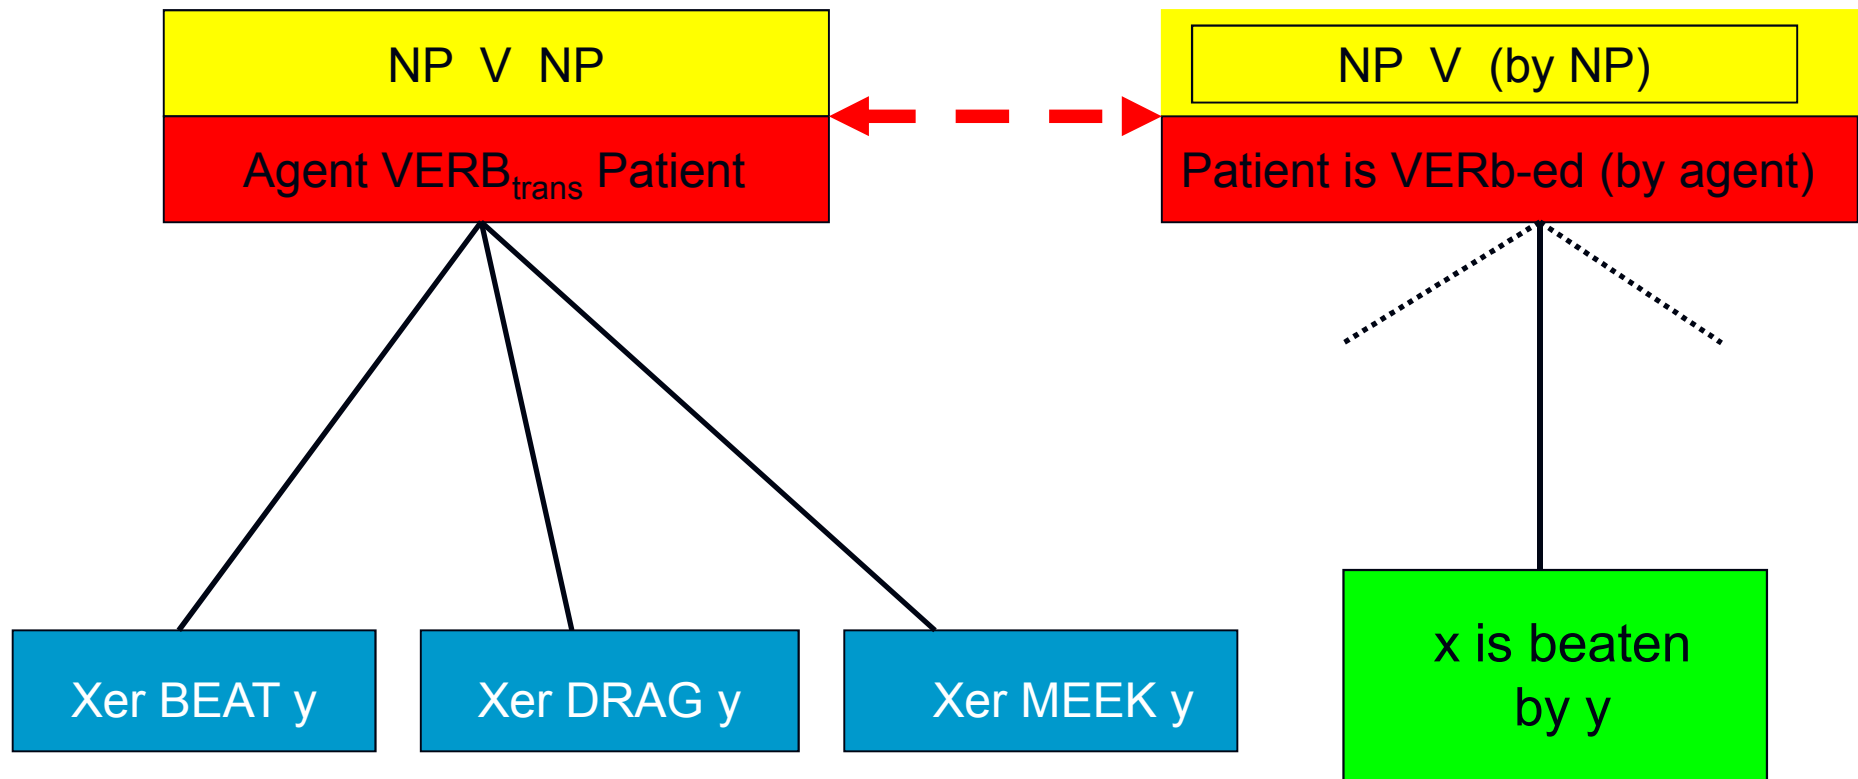 NP V NP
NP V (by NP)
Agent VERBtrans Patient
Patient is VERb-ed (by agent)
Xer BEAT y
Xer DRAG y
Xer MEEK y
x is beaten
by y